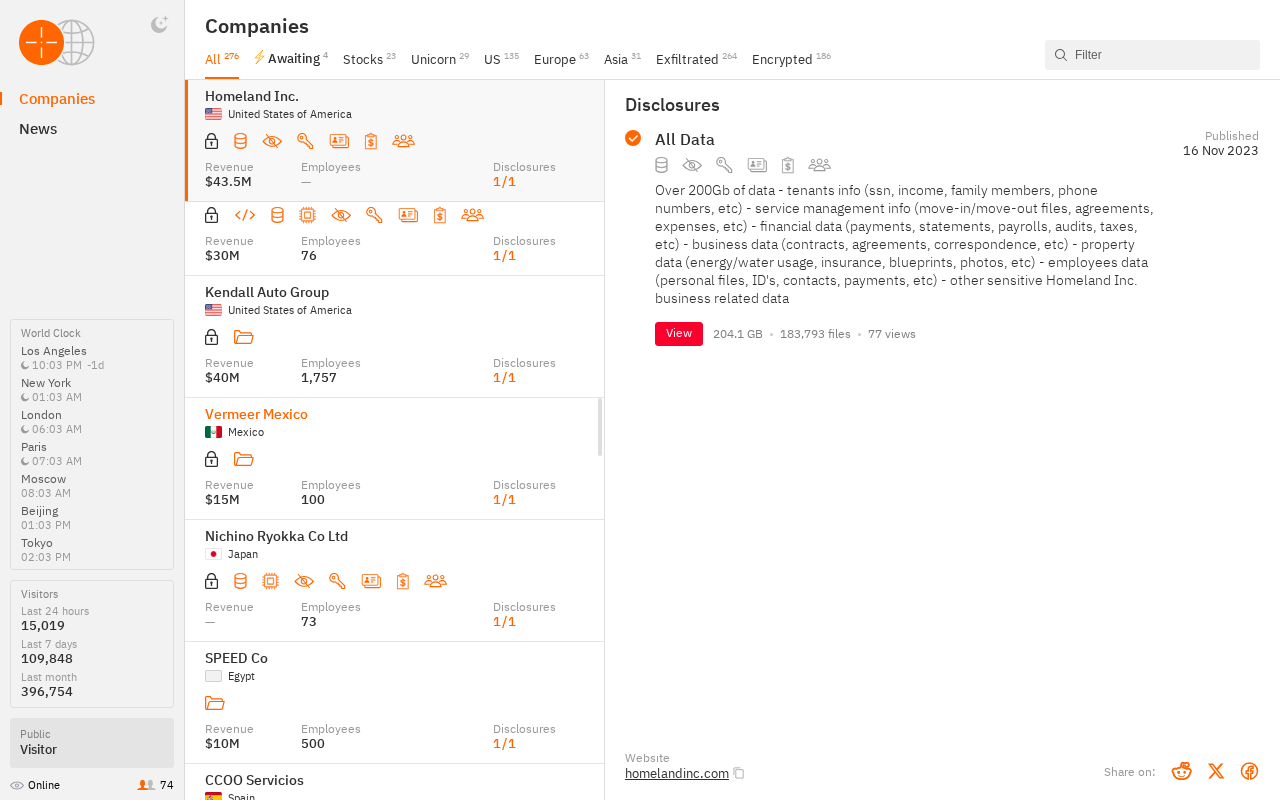 Companies
News
World Clock
Los Angeles
10:03 PM -1d
New York
01:03 AM
London
06:03 AM
Paris
07:03 AM
Moscow
08:03 AM
Beijing
01:03 PM
Tokyo
02:03 PM
Visitors
Last 24 hours
15,019
Last 7 days
109,848
Last month
396,754
Public
Visitor
Online 74
Companies
All 276 Awaiting 4 Stocks 23 Unicorn 29 US 135 Europe 63 Asia 31 Exfiltrated 264 Encrypted 186
Filter
Homeland Inc.
United States of America
Revenue Employees Disclosures
$43.5M — 1/1
Revenue Employees Disclosures
$30M 76 1/1
Kendall Auto Group
United States of America
Revenue Employees Disclosures
$40M 1,757 1/1
Vermeer Mexico
Mexico
Revenue Employees Disclosures
$15M 100 1/1
Nichino Ryokka Co Ltd
Japan
Revenue Employees Disclosures
— 73 1/1
SPEED Co
Egypt
Revenue Employees Disclosures
$10M 500 1/1
CCOO Servicios
Spain
Disclosures
All Data
Published
16 Nov 2023
Over 200Gb of data - tenants info (ssn, income, family members, phone
numbers, etc) - service management info (move-in/move-out files, agreements,
expenses, etc) - financial data (payments, statements, payrolls, audits, taxes,
etc) - business data (contracts, agreements, correspondence, etc) - property
data (energy/water usage, insurance, blueprints, photos, etc) - employees data
(personal files, ID's, contacts, payments, etc) - other sensitive Homeland Inc.
business related data
View 204.1 GB • 183,793 files • 77 views
Website
homelandinc.com
Share on: